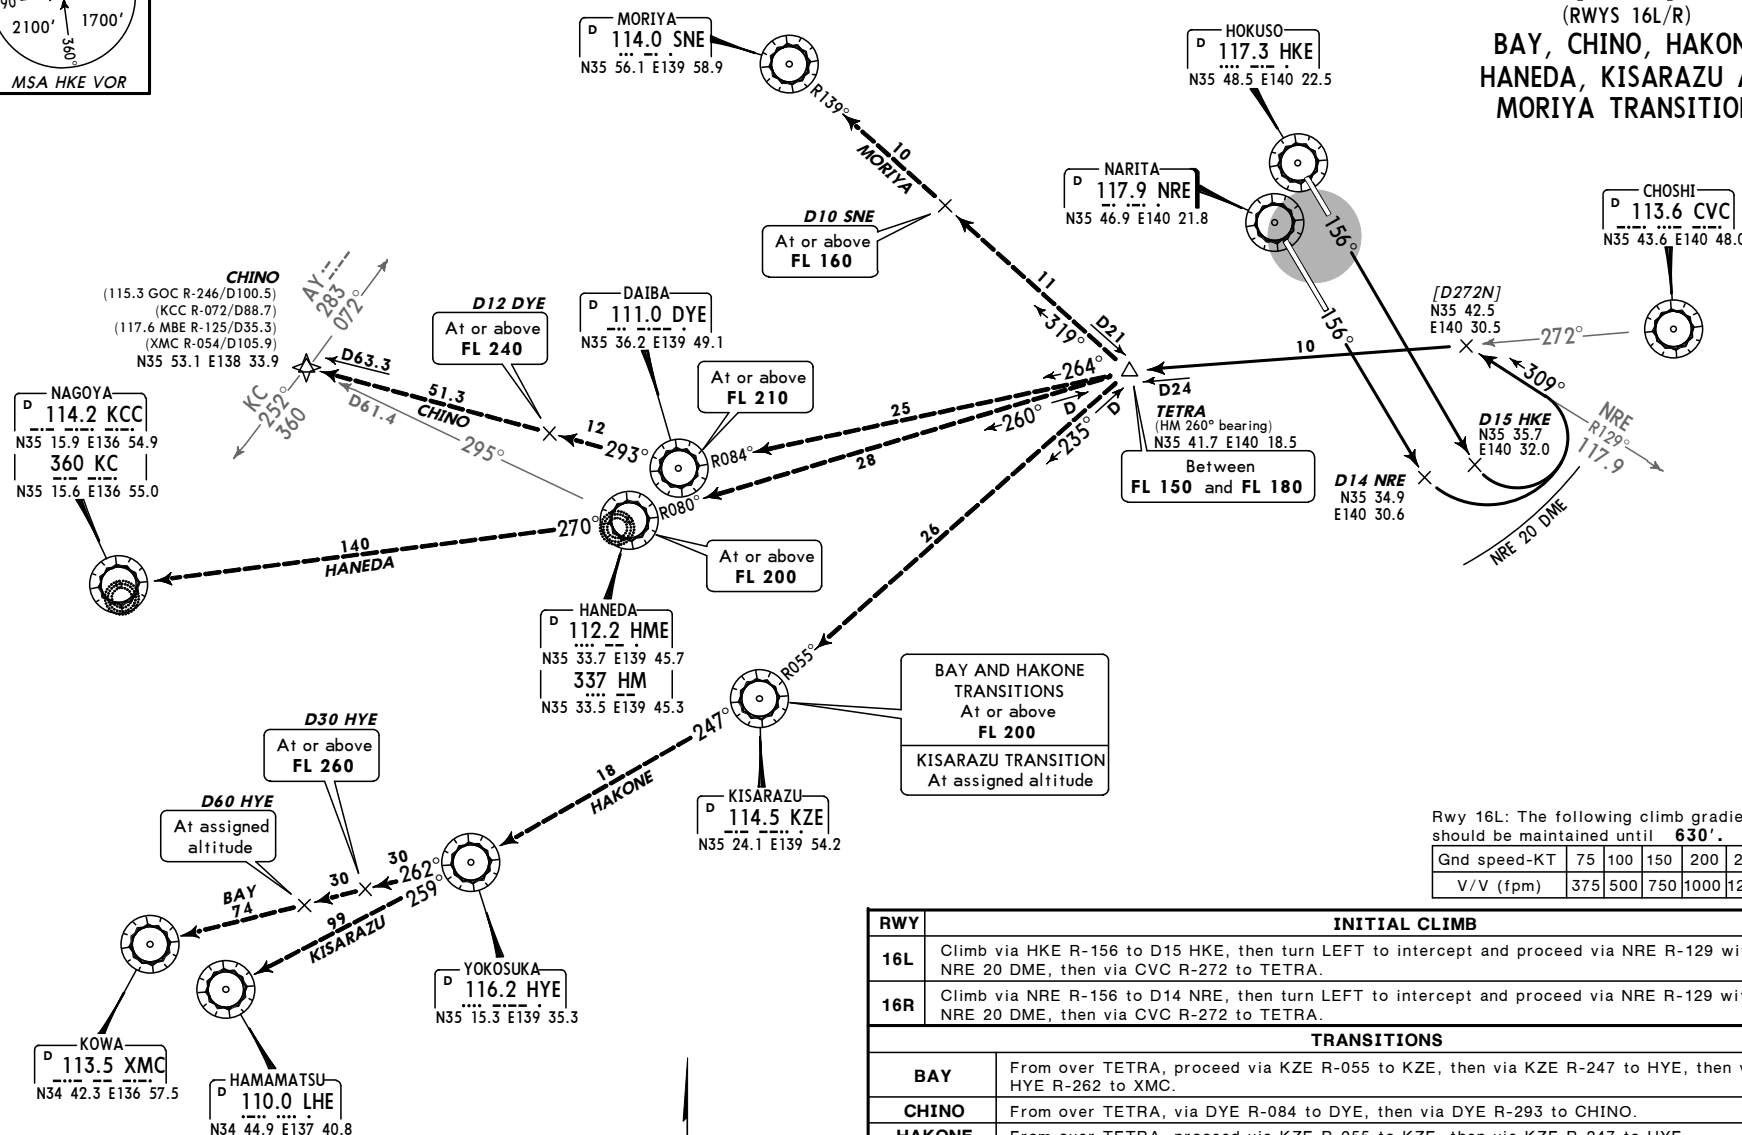 90°
2100'
1700'
360°
MSA HKE VOR
(RWYS 16L/R)
BAY, CHINO, HAKON
HANEDA, KISARAZU A
MORIYA TRANSITION
MORIYA
D 114.0 SNE
N35 56.1 E139 58.9
R139°
10
MORIYA
D10 SNE
At or above
FL 160
11
319°
D21
HOKUSO
D 117.3 HKE
N35 48.5 E140 22.5
NARITA
D 117.9 NRE
N35 46.9 E140 21.8
156°
156°
CHOSHI
D 113.6 CVC
N35 43.6 E140 48.0
[D272N]
N35 42.5
E140 30.5
272°
10
309°
NRE
R129°
117.9
D15 HKE
N35 35.7
E140 32.0
D14 NRE
N35 34.9
E140 30.6
NRE 20 DME
D24
TETRA
(HM 260° bearing)
N35 41.7 E140 18.5
Between
FL 150 and FL 180
264°
260°
D
D
235°
25
28
26
CHINO
(115.3 GOC R-246/D100.5)
(KCC R-072/D88.7)
(117.6 MBE R-125/D35.3)
(XMC R-054/D105.9)
N35 53.1 E138 33.9
AY
283
072°
KC
252°
360
D63.3
51.3
CHINO
D61.4
295°
D12 DYE
At or above
FL 240
12
293°
DAIBA
D 111.0 DYE
N35 36.2 E139 49.1
At or above
FL 210
R084°
R080°
NAGOYA
D 114.2 KCC
N35 15.9 E136 54.9
360 KC
N35 15.6 E136 55.0
140
HANEDA
270°
At or above
FL 200
HANEDA
D 112.2 HME
N35 33.7 E139 45.7
337 HM
N35 33.5 E139 45.3
R055°
247°
18
HAKONE
KISARAZU
D 114.5 KZE
N35 24.1 E139 54.2
BAY AND HAKONE
TRANSITIONS
At or above
FL 200
KISARAZU TRANSITION
At assigned altitude
D30 HYE
At or above
FL 260
D60 HYE
At assigned
altitude
30
30
262°
259°
BAY
74
99
KISARAZU
YOKOSUKA
D 116.2 HYE
N35 15.3 E139 35.3
KOWA
D 113.5 XMC
N34 42.3 E136 57.5
HAMAMATSU
D 110.0 LHE
N34 44.9 E137 40.8
Rwy 16L: The following climb gradie
should be maintained until 630'.
Gnd speed-KT 75 100 150 200 2
V/V (fpm) 375 500 750 1000 12
RWY INITIAL CLIMB
16L Climb via HKE R-156 to D15 HKE, then turn LEFT to intercept and proceed via NRE R-129 wi
NRE 20 DME, then via CVC R-272 to TETRA.
16R Climb via NRE R-156 to D14 NRE, then turn LEFT to intercept and proceed via NRE R-129 wi
NRE 20 DME, then via CVC R-272 to TETRA.
TRANSITIONS
BAY From over TETRA, proceed via KZE R-055 to KZE, then via KZE R-247 to HYE, then v
HYE R-262 to XMC.
CHINO From over TETRA, via DYE R-084 to DYE, then via DYE R-293 to CHINO.
HAKONE From over TETRA, proceed via KZE R-055 to KZE, then via KZE R-247 to HYE.